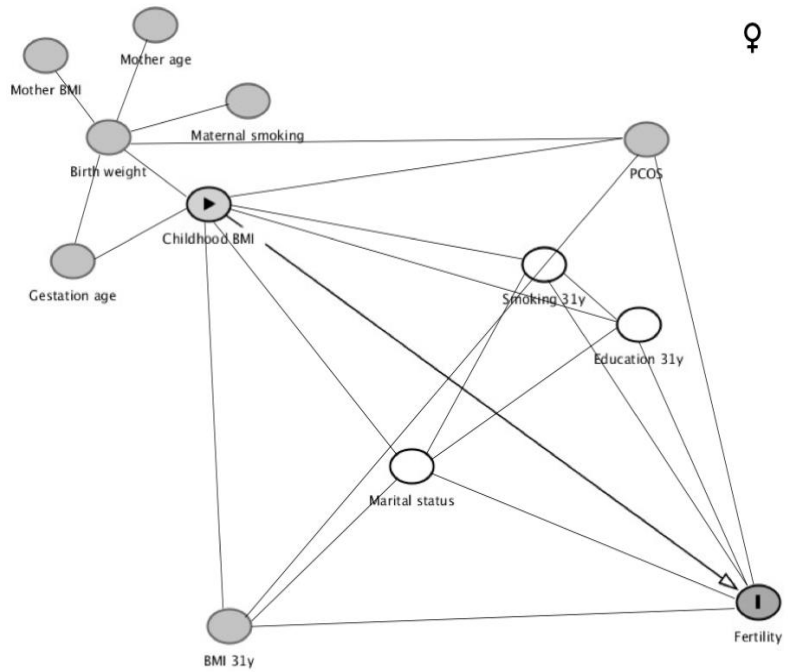 ♀
Mother age
Mother BMI
Maternal smoking
Birth weight
PCOS
Childhood BMI
Gestation age
Smoking 31y
Education 31y
Marital status
Fertility
BMI 31y